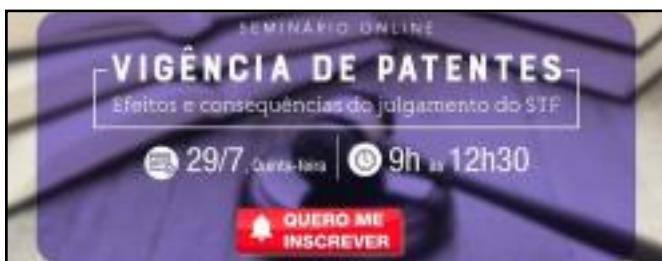 SEMINÁRIO ONLINE
VIGÊNCIA DE PATENTES
Efeitos e consequências do julgamento do STF
29/7, Quinta-feira 9h às 12h30
QUERO ME
INSCREVER